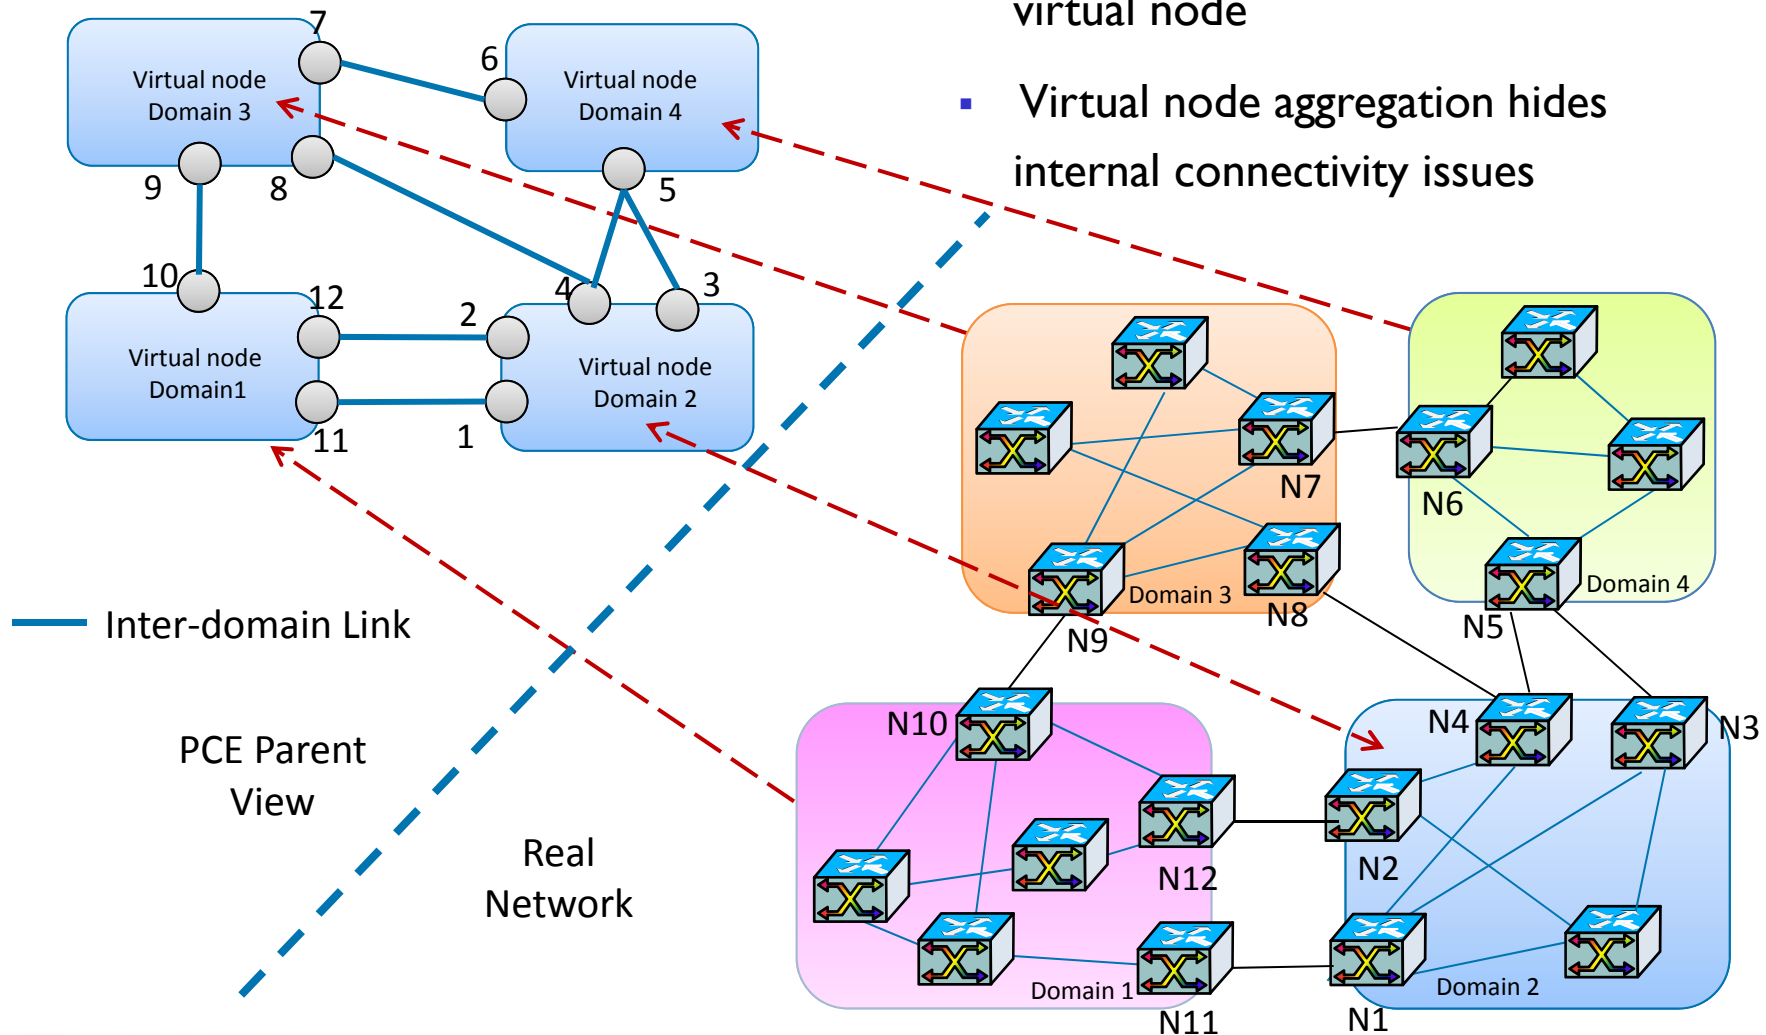 virtual node
▪ Virtual node aggregation hides
internal connectivity issues
7
Virtual node
Domain 3
6
Virtual node
Domain 4
9
8
5
10
12
2
4
3
Virtual node
Domain1
Virtual node
Domain 2
11
1
Inter-domain Link
PCE Parent
View
Real
Network
N7
N6
Domain 3
N8
N9
Domain 4
N5
N10
N4
N3
N12
N2
Domain 1
N11
Domain 2
N1